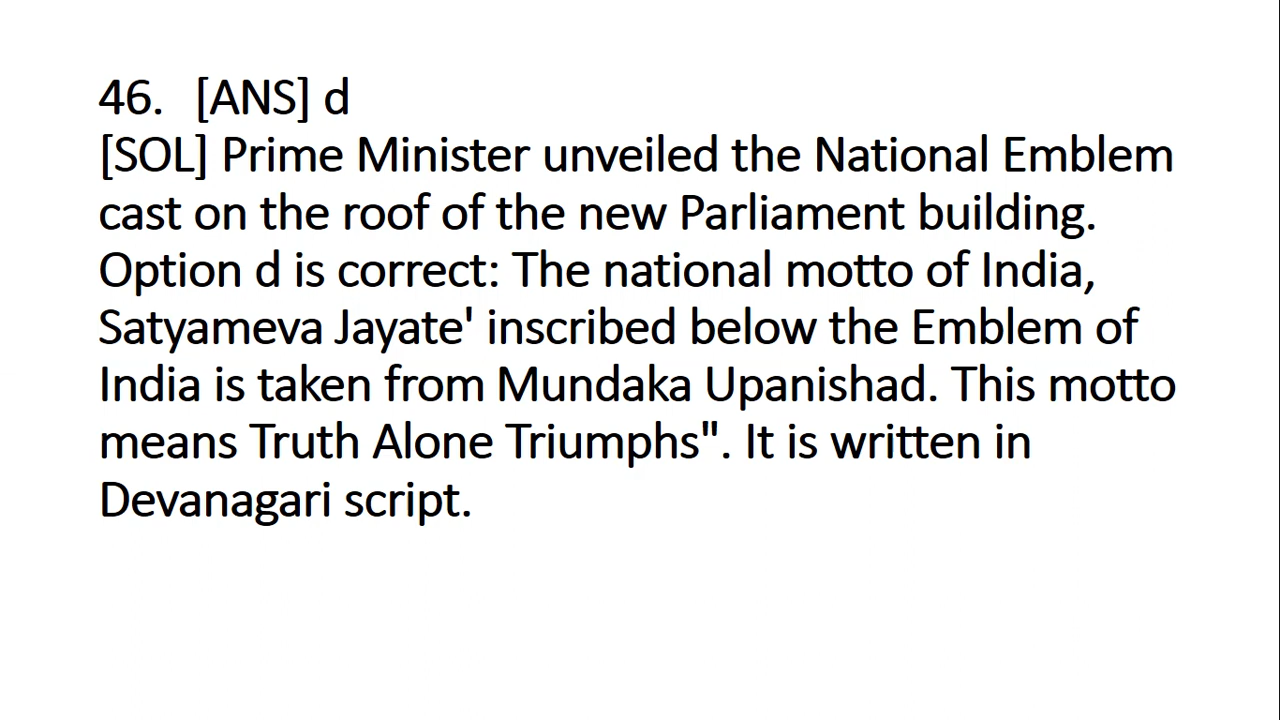 46. [ANS] d
[SOL] Prime Minister unveiled the National Emblem
cast on the roof of the new Parliament building.
Option d is correct: The national motto of India,
Satyameva Jayate' inscribed below the Emblem of
India is taken from Mundaka Upanishad. This motto
means Truth Alone Triumphs". It is written in
Devanagari script.